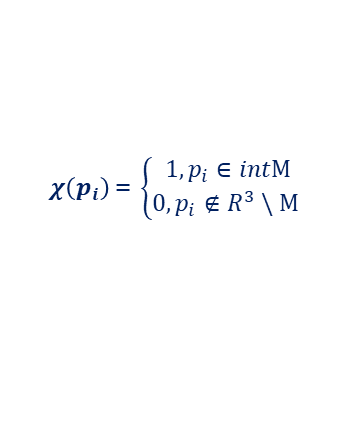 χ(pᵢ) = { 1, pᵢ ∈ intM
0, pᵢ ∉ R³ \ M